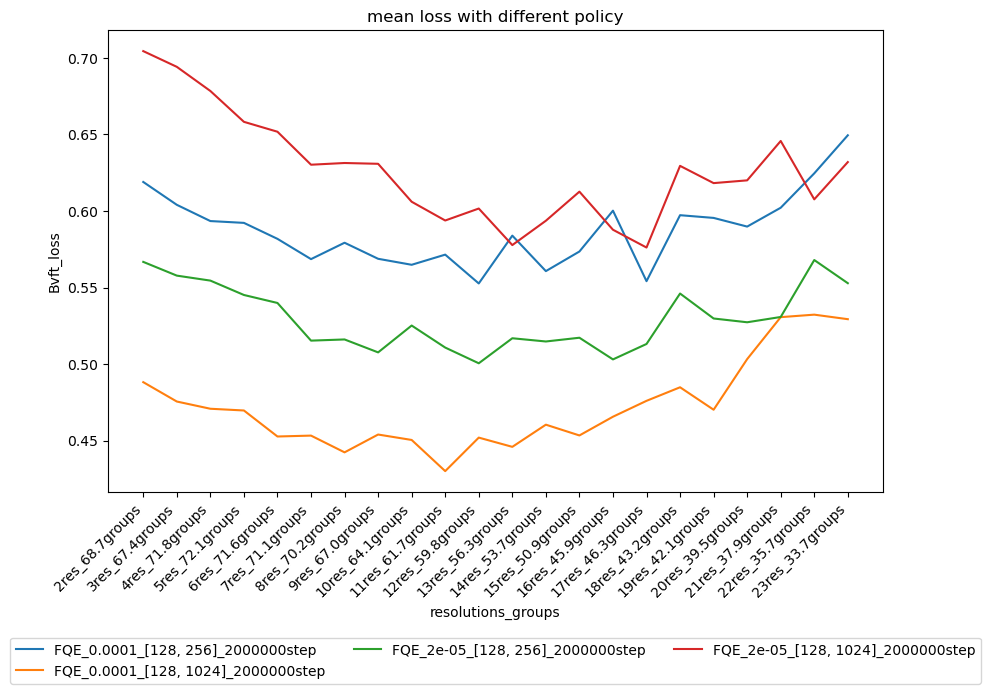 mean loss with different policy
Bvft_loss
0.70
0.65
0.60
0.55
0.50
0.45
2res_68.7groups
3res_67.4groups
4res_71.8groups
5res_72.1groups
6res_71.6groups
7res_71.1groups
8res_70.2groups
9res_67.0groups
10res_64.1groups
11res_61.7groups
12res_59.8groups
13res_56.3groups
14res_53.7groups
15res_50.9groups
16res_45.9groups
17res_46.3groups
18res_43.2groups
19res_42.1groups
20res_39.5groups
21res_37.9groups
22res_35.7groups
23res_33.7groups
resolutions_groups
FQE_0.0001_[128, 256]_2000000step
FQE_0.0001_[128, 1024]_2000000step
FQE_2e-05_[128, 256]_2000000step
FQE_2e-05_[128, 1024]_2000000step